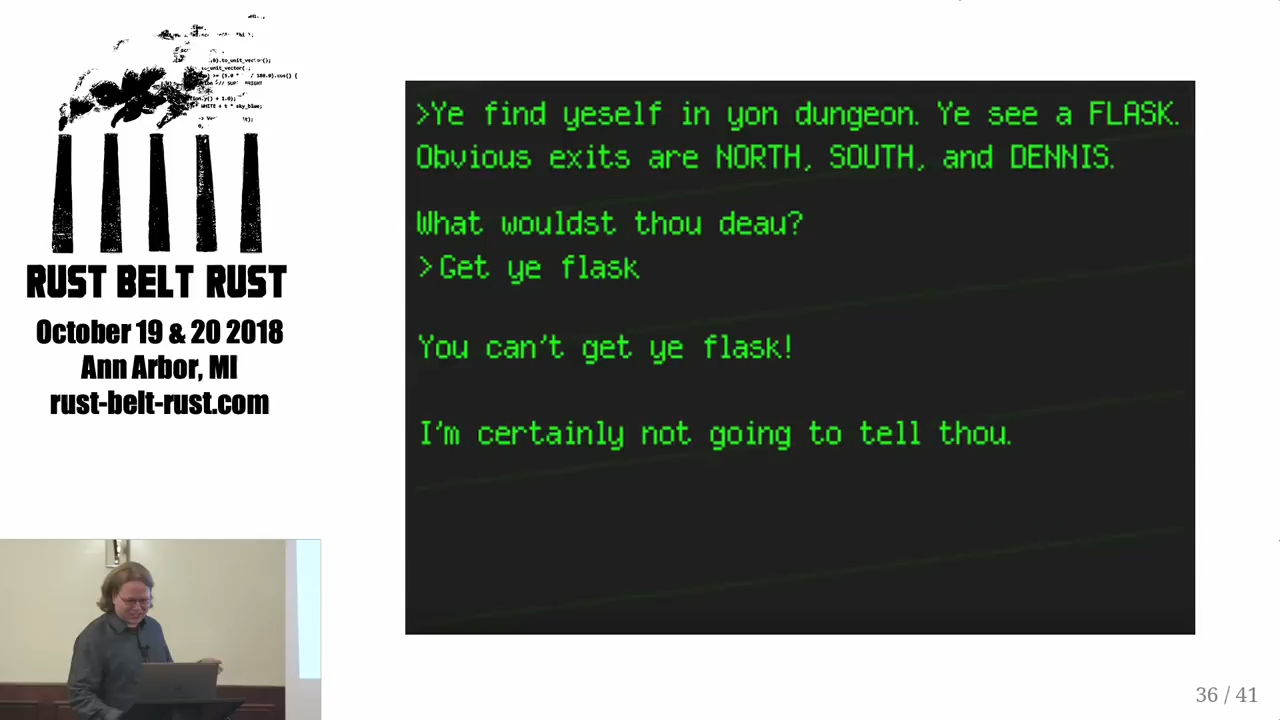 .to_unit_vector();
RUST BELT RUST
October 19 & 20 2018
Ann Arbor, MI
rust-belt-rust.com
>Ye find yeself in yon dungeon. Ye see a FLASK.
Obvious exits are NORTH, SOUTH, and DENNIS.
What wouldst thou deau?
>Get ye flask
You can't get ye flask!
I'm certainly not going to tell thou.
36 / 41